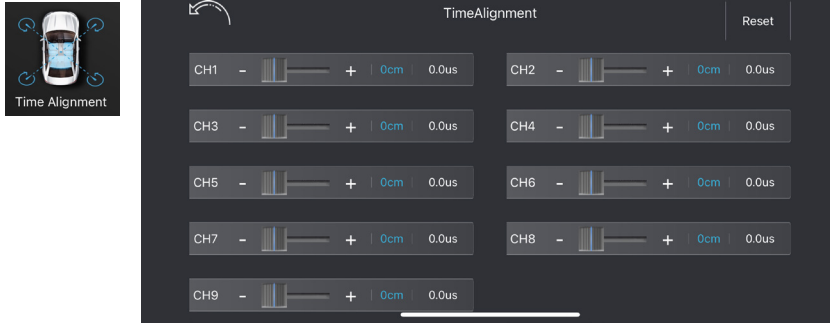 Time Alignment
TimeAlignment
Reset
CH1 - + 0cm 0.0us
CH2 - + 0cm 0.0us
CH3 - + 0cm 0.0us
CH4 - + 0cm 0.0us
CH5 - + 0cm 0.0us
CH6 - + 0cm 0.0us
CH7 - + 0cm 0.0us
CH8 - + 0cm 0.0us
CH9 - + 0cm 0.0us